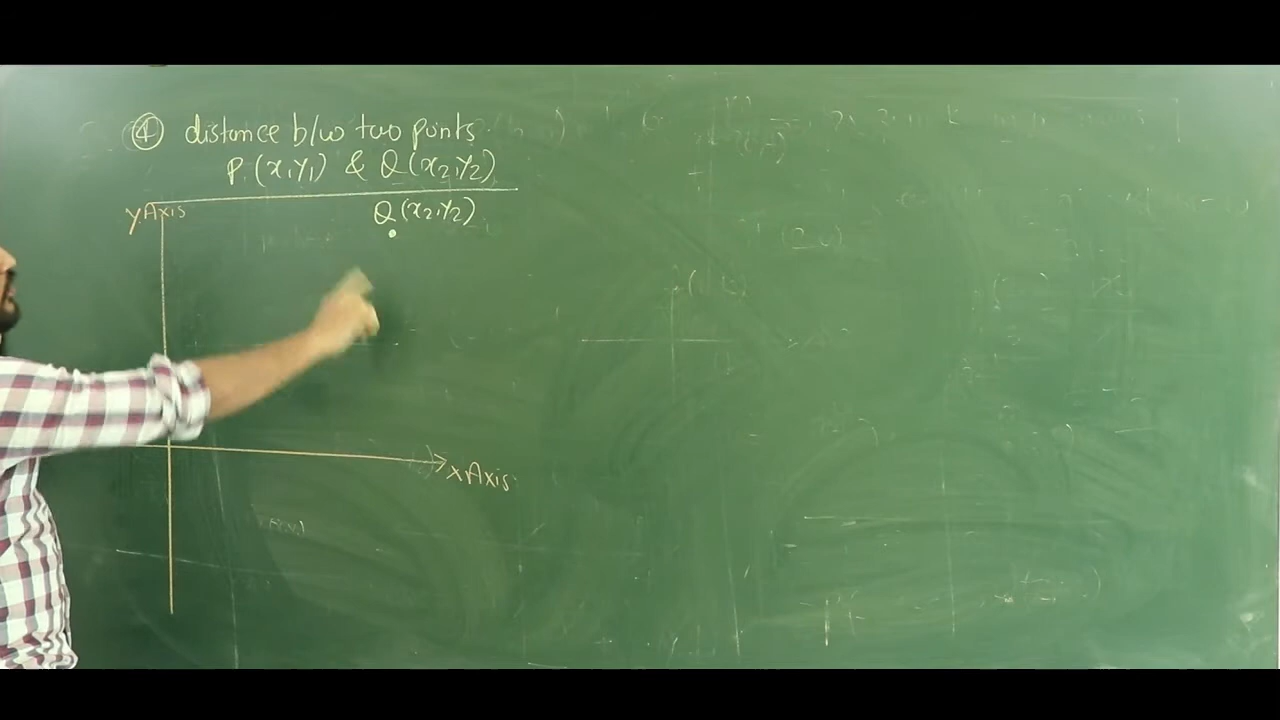 ④ distance b/w two points.
P(x₁,y₁) & Q(x₂,y₂)
y Axis
Q(x₂,y₂)
x Axis